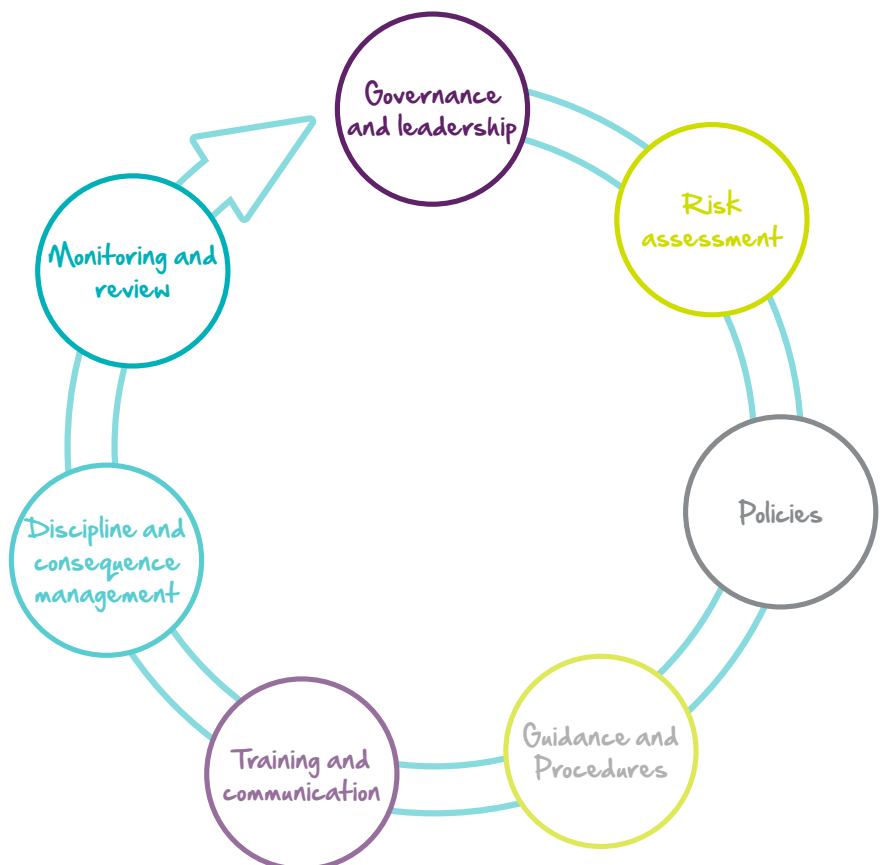 Governance
and leadership
Risk
assessment
Policies
Guidance and
Procedures
Training and
communication
Discipline and
consequence
management
Monitoring and
review